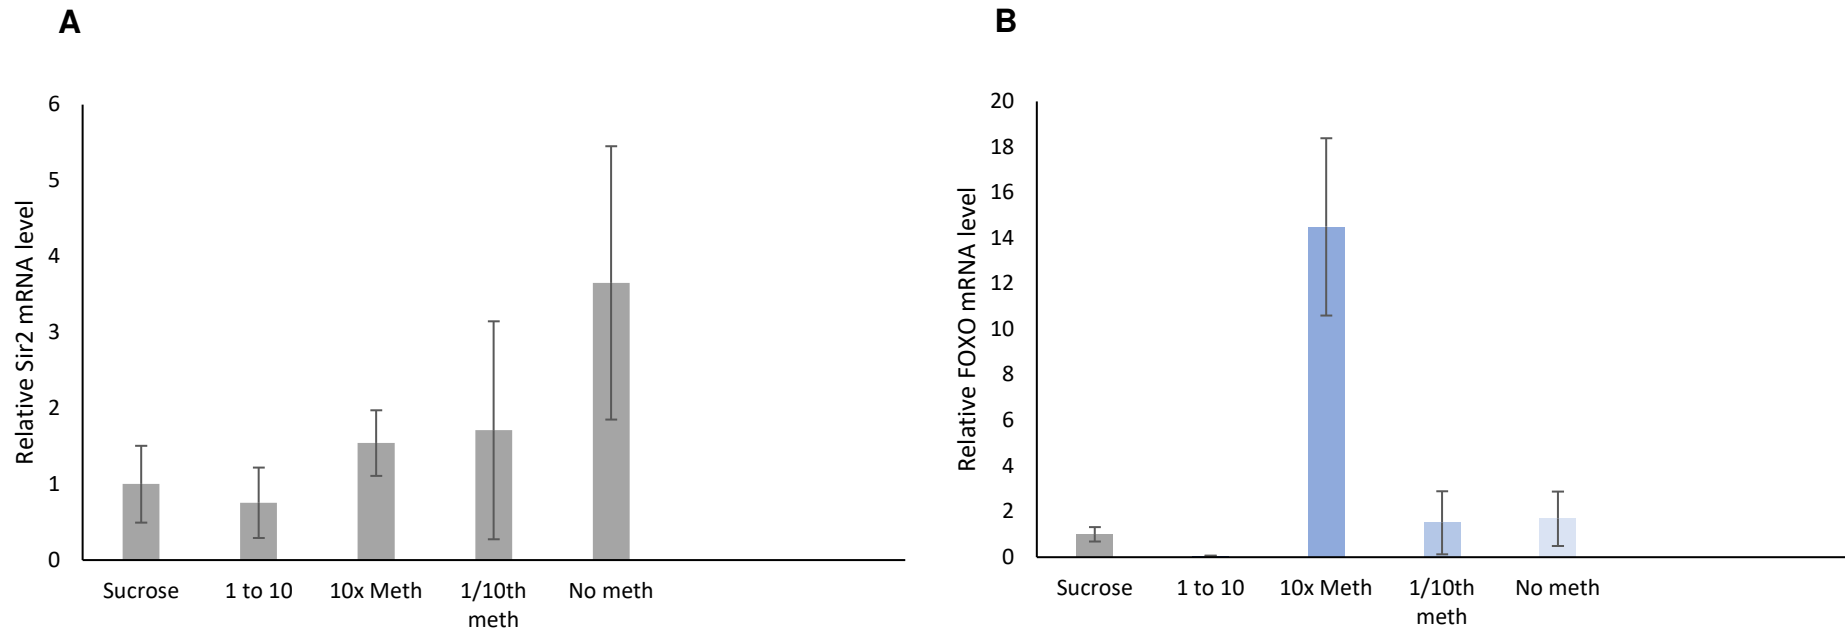 A
Relative Sir2 mRNA level
6
5
4
3
2
1
0
Sucrose
1 to 10
10x Meth
1/10th
meth
No meth
B
Relative FOXO mRNA level
20
18
16
14
12
10
8
6
4
2
0
Sucrose
1 to 10
10x Meth
1/10th
meth
No meth